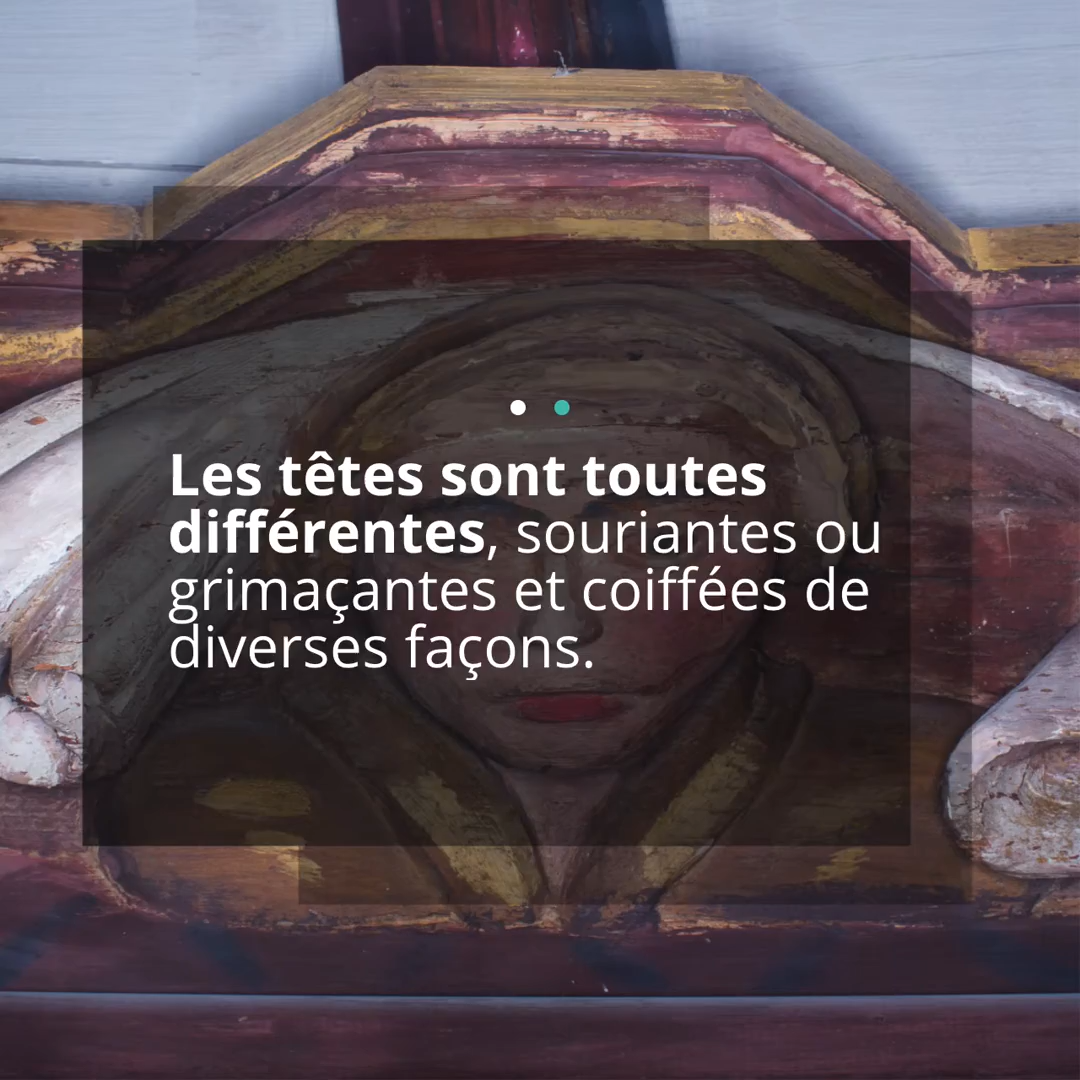 Les têtes sont toutes
différentes, souriantes ou
grimaçantes et coiffées de
diverses façons.